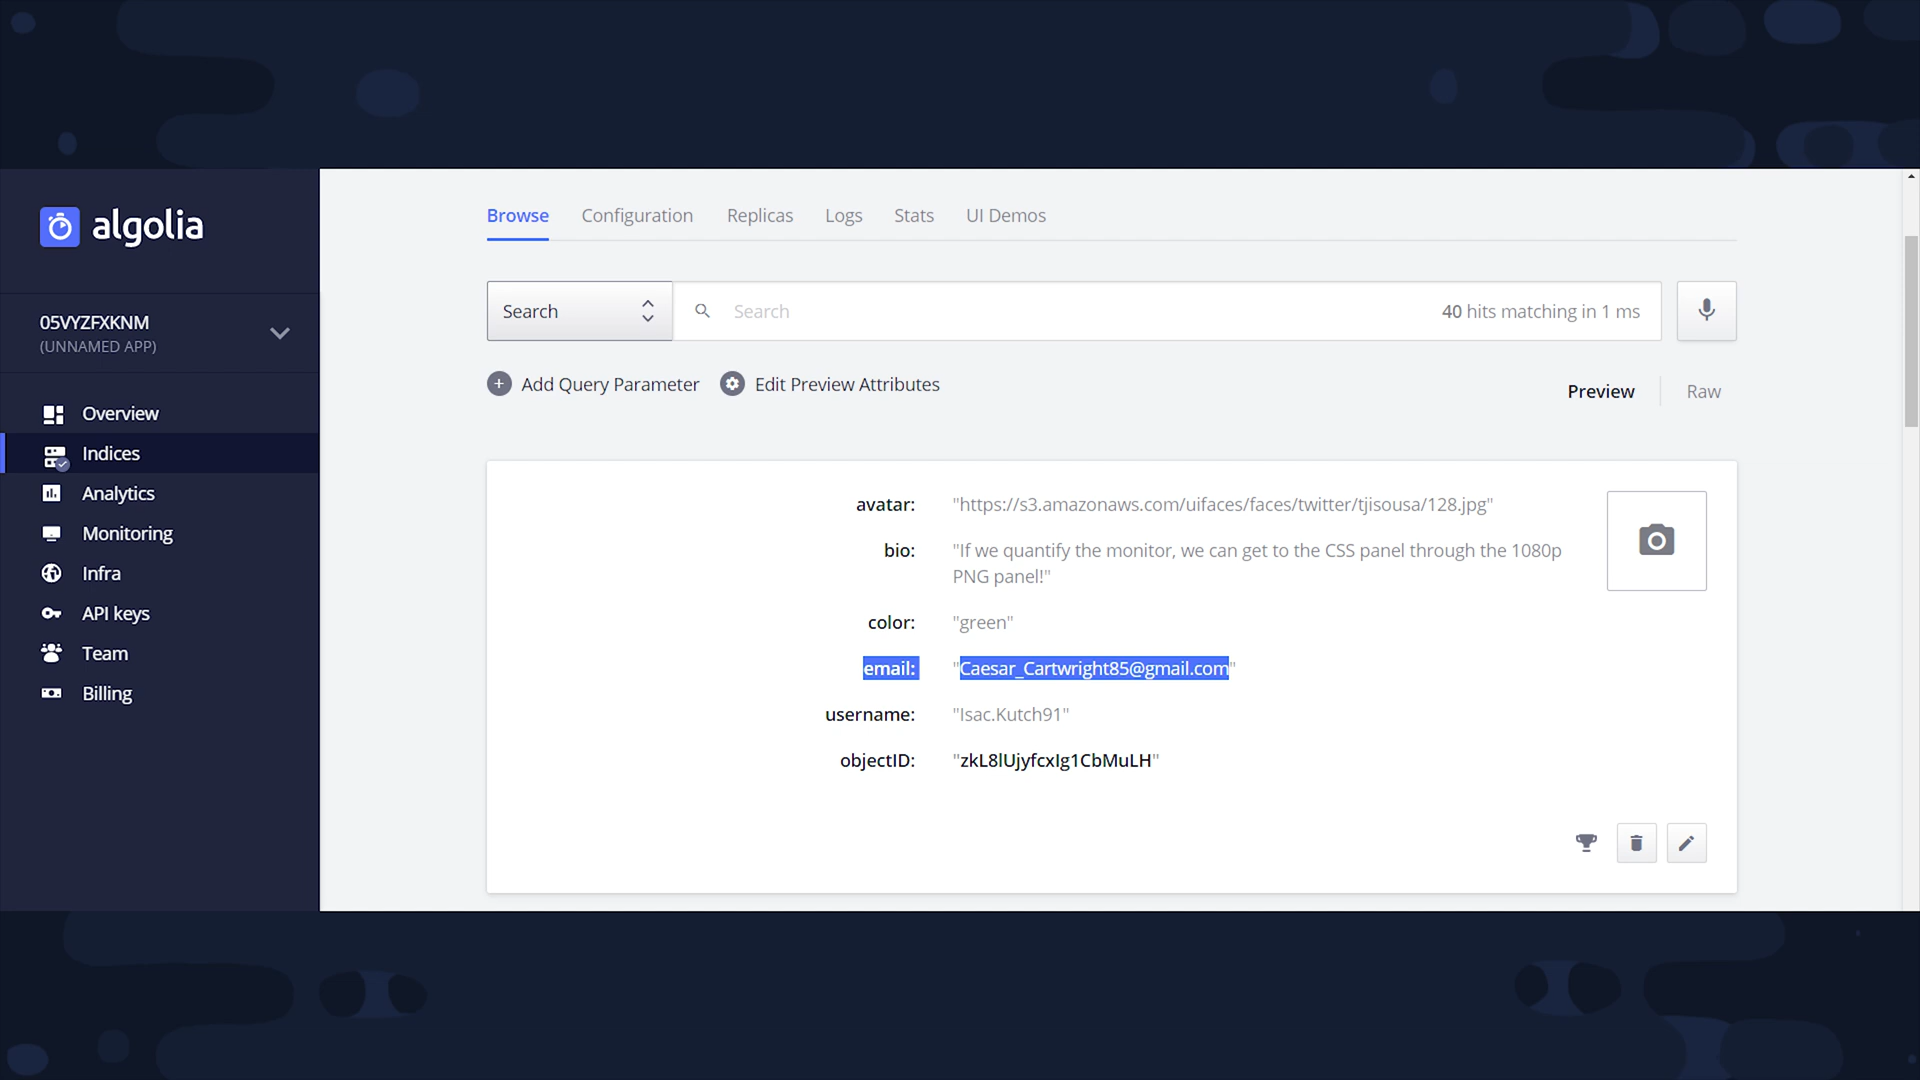 algolia
05VYZFXKNM
(UNNAMED APP)
Overview
Indices
Analytics
Monitoring
Infra
API keys
Team
Billing
Browse Configuration Replicas Logs Stats UI Demos
Search Search 40 hits matching in 1 ms
Add Query Parameter Edit Preview Attributes
Preview Raw
avatar: "https://s3.amazonaws.com/uifaces/faces/twitter/tjisousa/128.jpg"
bio: "If we quantify the monitor, we can get to the CSS panel through the 1080p
PNG panel!"
color: "green"
email: "Caesar_Cartwright85@gmail.com"
username: "Isac.Kutch91"
objectID: "zkL8lUjyfcxIg1CbMuLH"